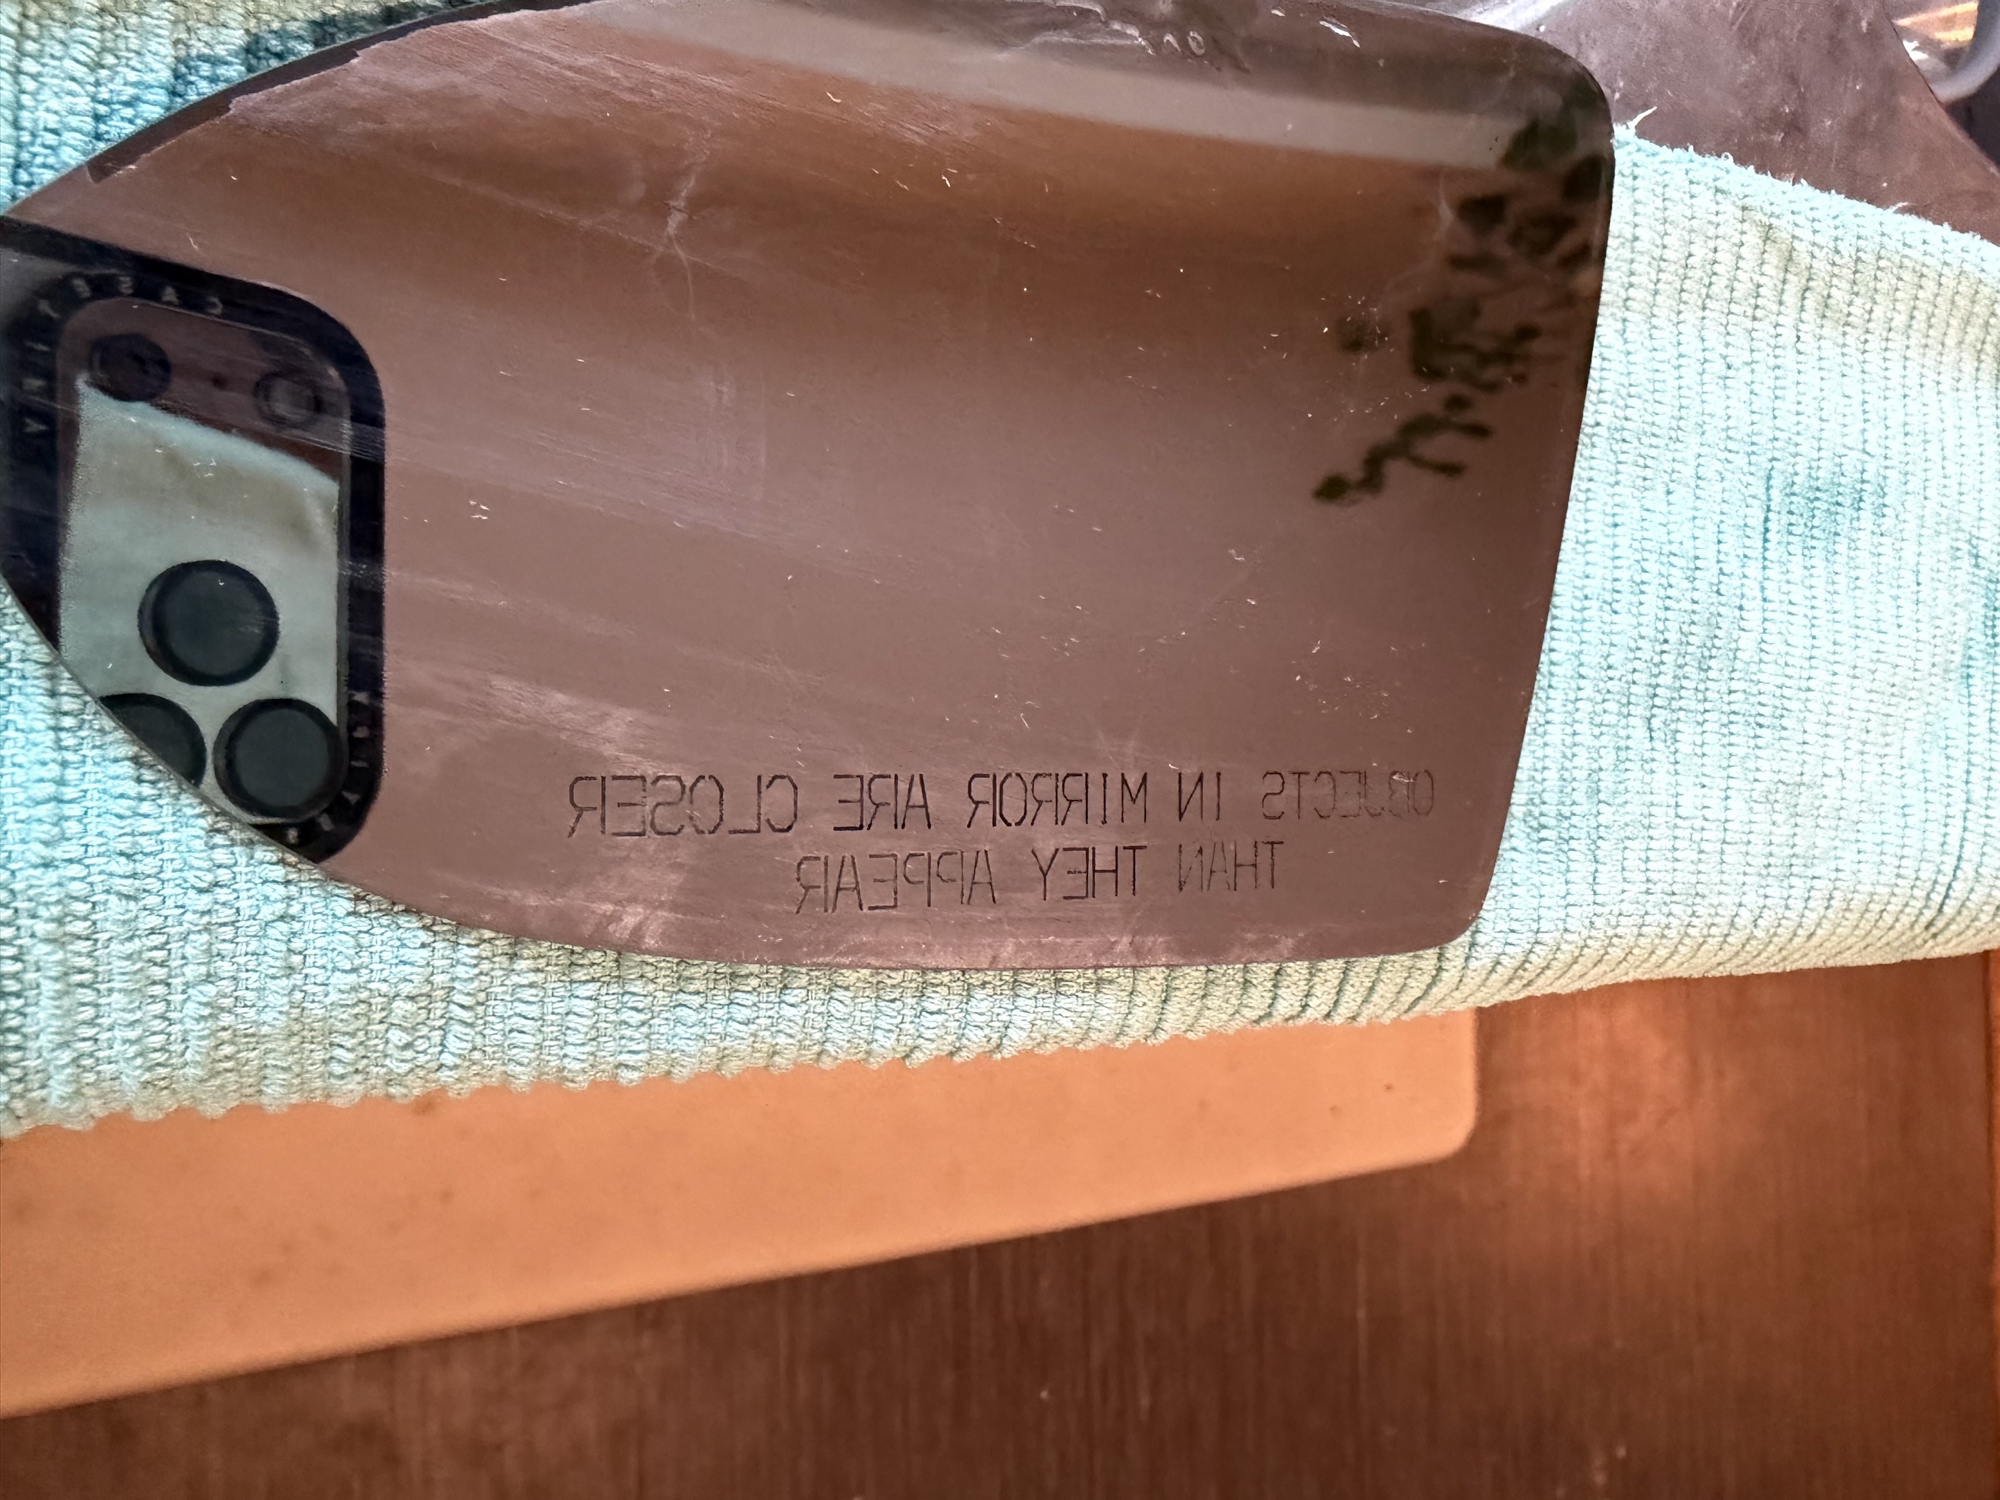 OBJECTS IN MIRROR ARE CLOSER
THAN THEY APPEAR